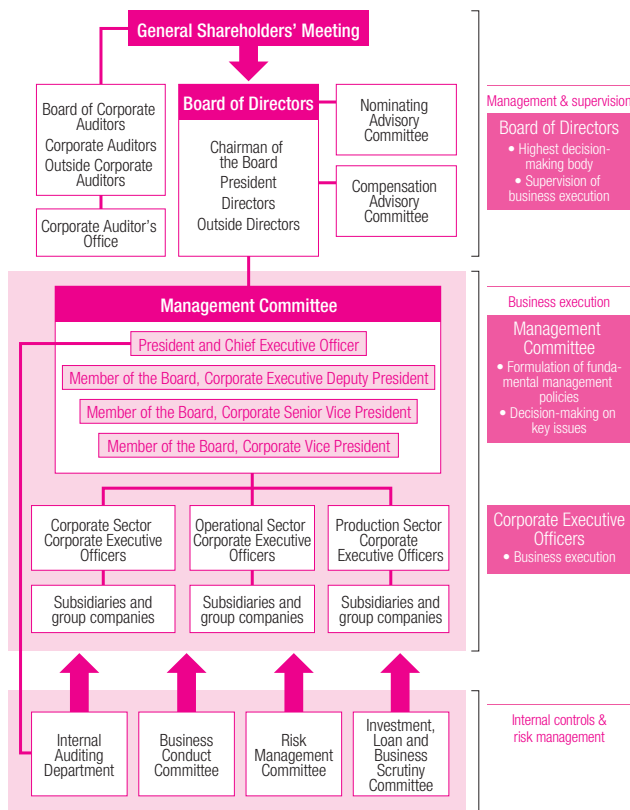 General Shareholders' Meeting
Board of Corporate
Auditors
Corporate Auditors
Outside Corporate
Auditors
Corporate Auditor's
Office
Board of Directors
Chairman of
the Board
President
Directors
Outside Directors
Nominating
Advisory
Committee
Compensation
Advisory
Committee
Management & supervision
Board of Directors
• Highest decision-
making body
• Supervision of
business execution
Management Committee
President and Chief Executive Officer
Member of the Board, Corporate Executive Deputy President
Member of the Board, Corporate Senior Vice President
Member of the Board, Corporate Vice President
Business execution
Management
Committee
• Formulation of funda-
mental management
policies
• Decision-making on
key issues
Corporate Sector
Corporate Executive
Officers
Operational Sector
Corporate Executive
Officers
Production Sector
Corporate
Executive Officers
Corporate Executive
Officers
• Business execution
Subsidiaries and
group companies
Subsidiaries and
group companies
Subsidiaries and
group companies
Internal
Auditing
Department
Business
Conduct
Committee
Risk
Management
Committee
Investment,
Loan and
Business
Scrutiny
Committee
Internal controls &
risk management